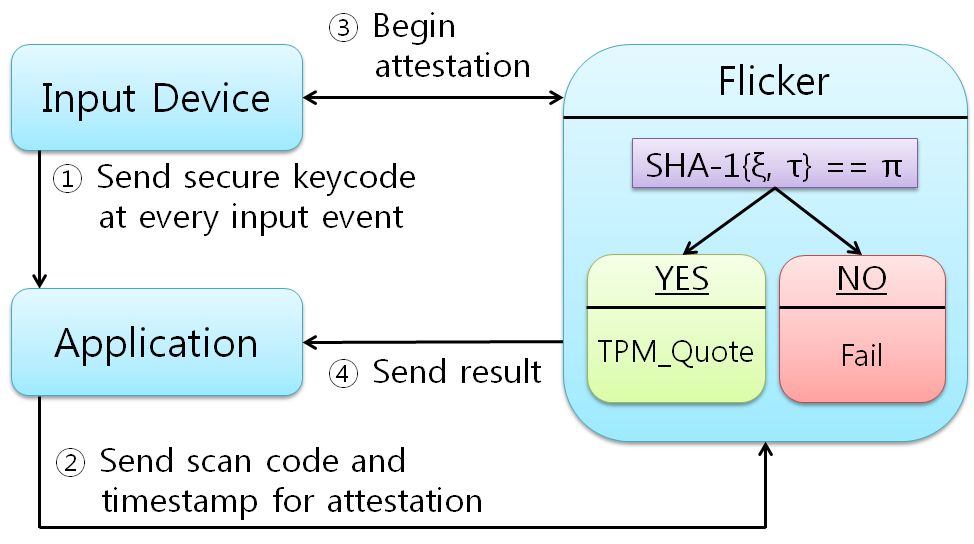 ③ Begin
attestation
Input Device
Flicker
SHA-1{ξ, τ} == π
① Send secure keycode
at every input event
YES
NO
TPM_Quote
Fail
Application
④ Send result
② Send scan code and
timestamp for attestation